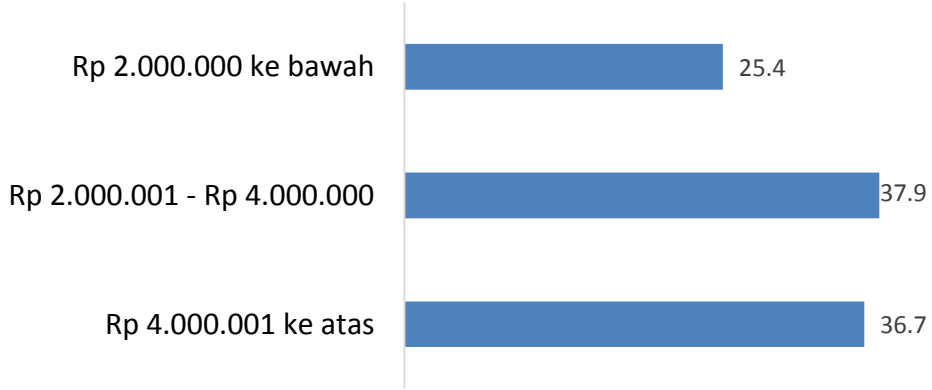 Rp 2.000.000 ke bawah 25.4
Rp 2.000.001 - Rp 4.000.000 37.9
Rp 4.000.001 ke atas 36.7